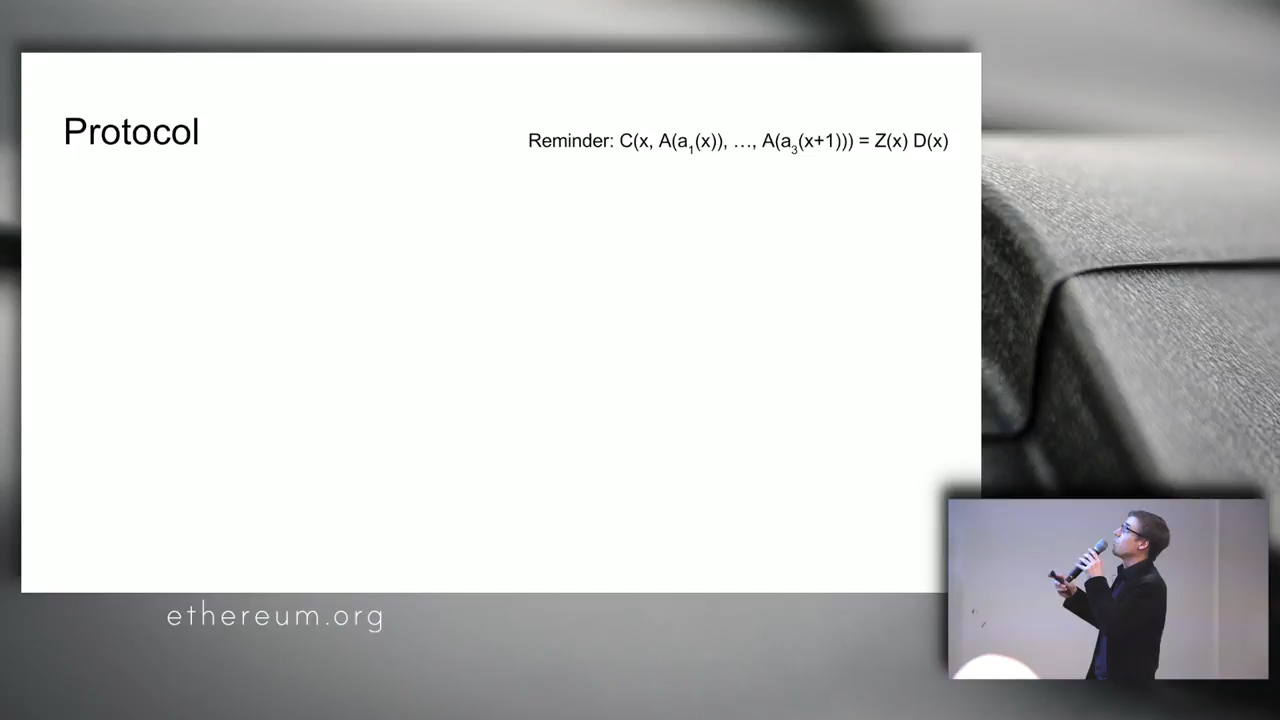 Protocol
Reminder: C(x, A(a₁(x)), …, A(a₃(x+1))) = Z(x) D(x)
ethereum.org